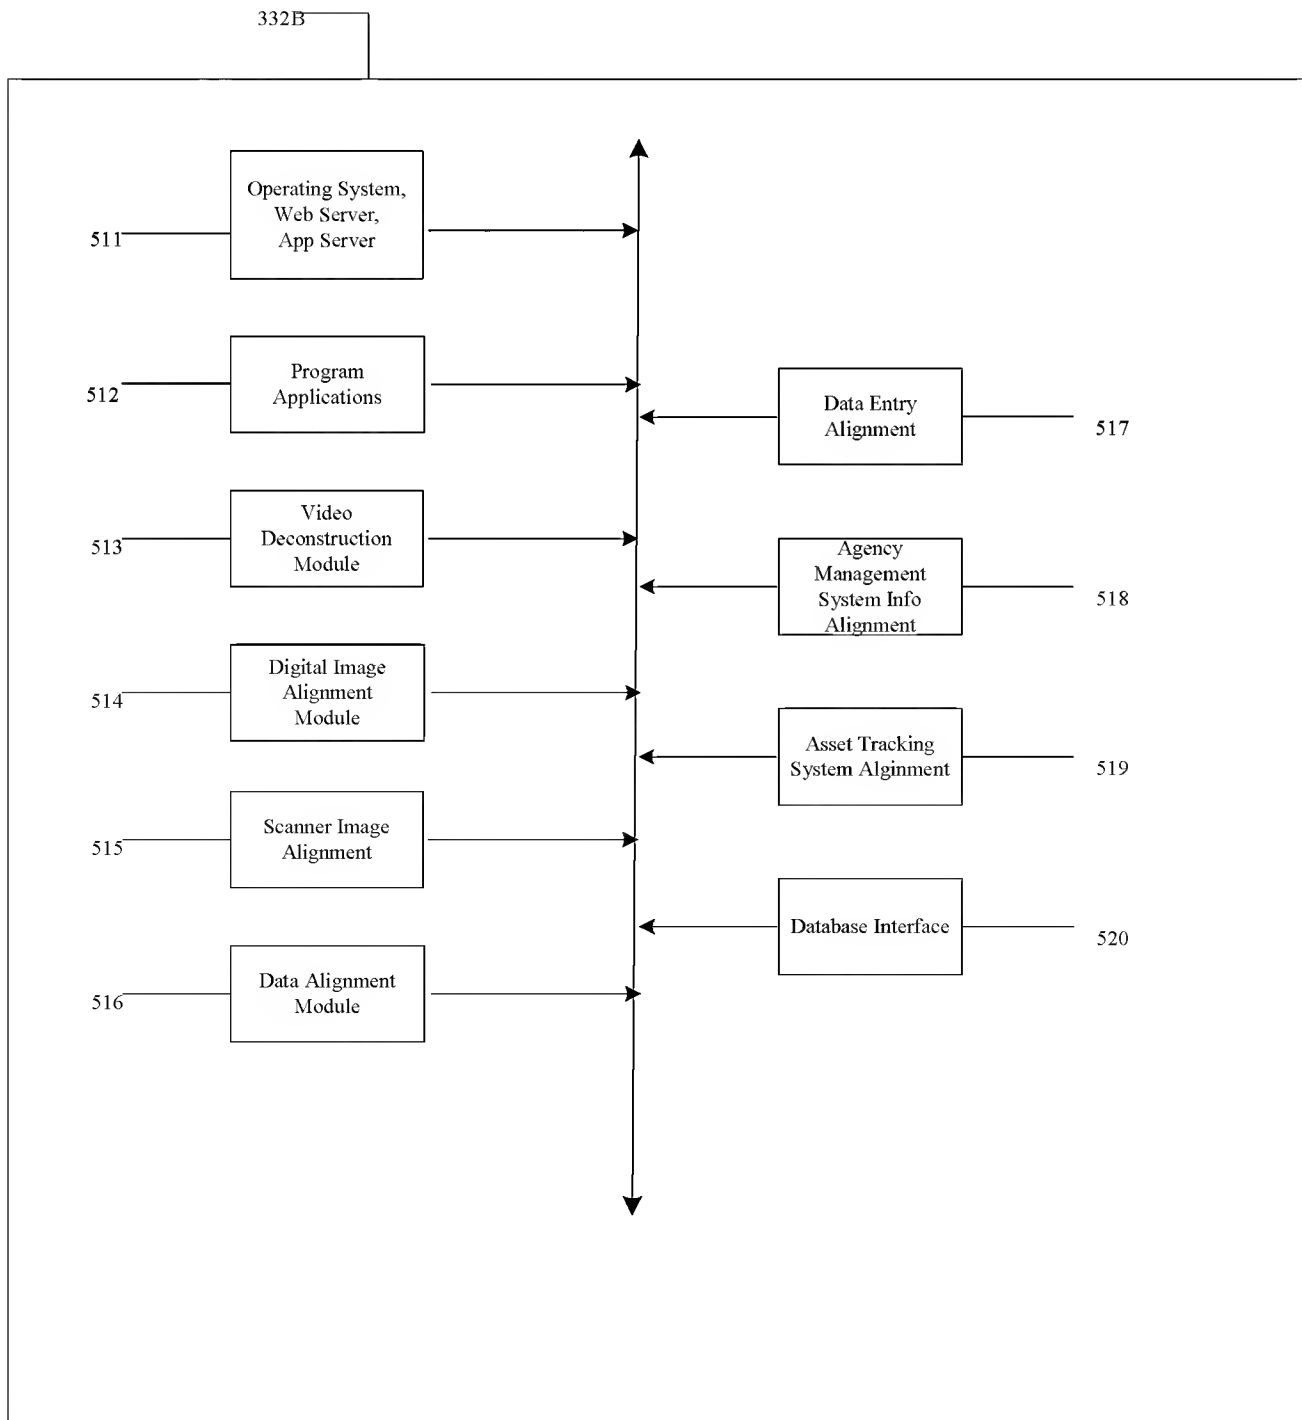 332B
Operating System,
Web Server,
App Server
511
Program
Applications
512
Video
Deconstruction
Module
513
Digital Image
Alignment
Module
514
Scanner Image
Alignment
515
Data Alignment
Module
516
Data Entry
Alignment
517
Agency
Management
System Info
Alignment
518
Asset Tracking
System Alginment
519
Database Interface
520